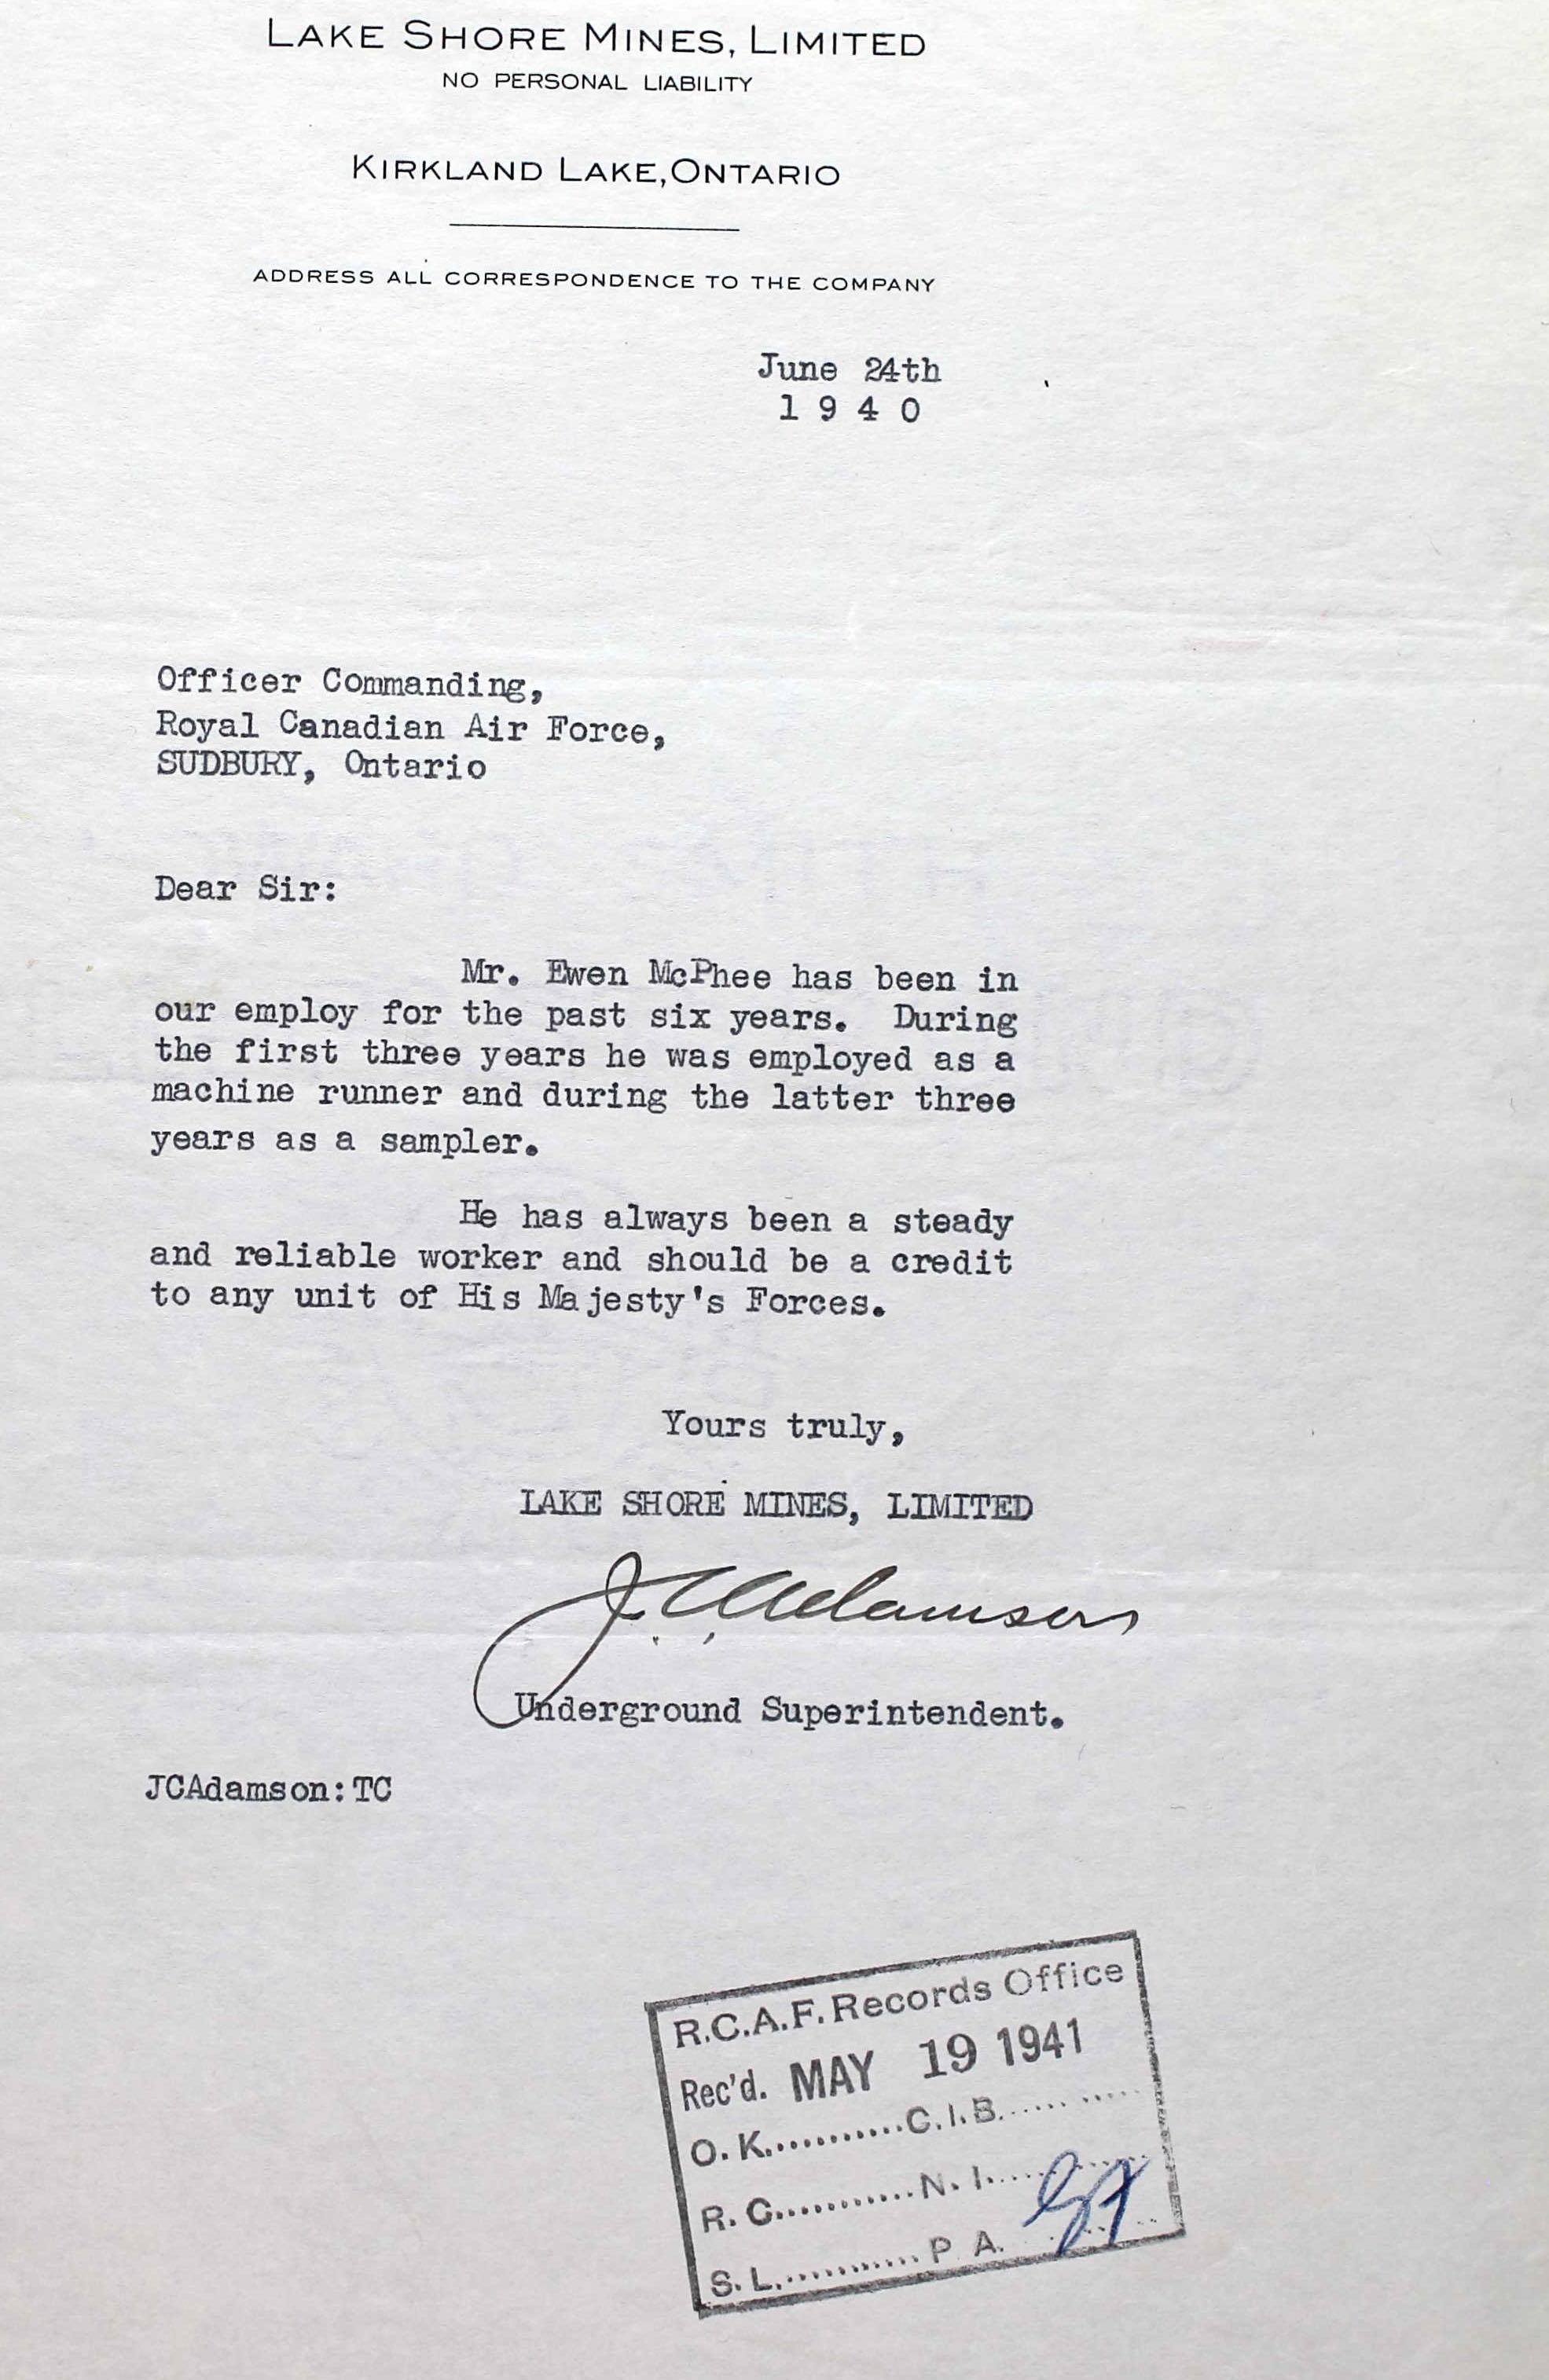 LAKE SHORE MINES, LIMITED
NO PERSONAL LIABILITY
KIRKLAND LAKE, ONTARIO
ADDRESS ALL CORRESPONDENCE TO THE COMPANY
June 24th
1 9 4 0
Officer Commanding,
Royal Canadian Air Force,
SUDBURY, Ontario
Dear Sir:
Mr. Ewen McPhee has been in
our employ for the past six years. During
the first three years he was employed as a
machine runner and during the latter three
years as a sampler.
He has always been a steady
and reliable worker and should be a credit
to any unit of His Majesty's Forces.
Yours truly,
LAKE SHORE MINES, LIMITED
J.C. Adamson
Underground Superintendent.
JCAdamson:TC
R.C.A.F. Records Office
Rec'd. MAY 19 1941
O.K...........C.I.B...........
R.C...........N.I...........
S.L...........P.A...........